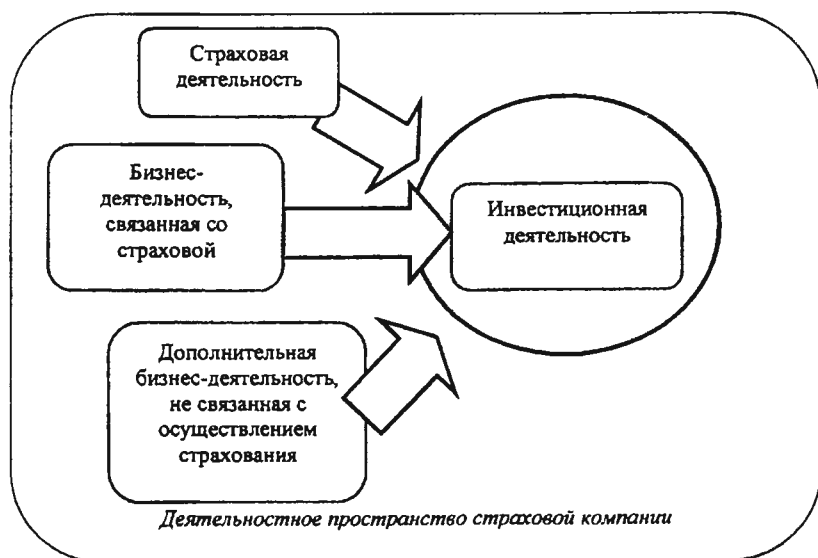 Страховая
деятельность
Бизнес-
деятельность,
связанная со
страховой
Инвестиционная
деятельность
Дополнительная
бизнес-деятельность,
не связанная с
осуществлением
страхования
Деятельностное пространство страховой компании